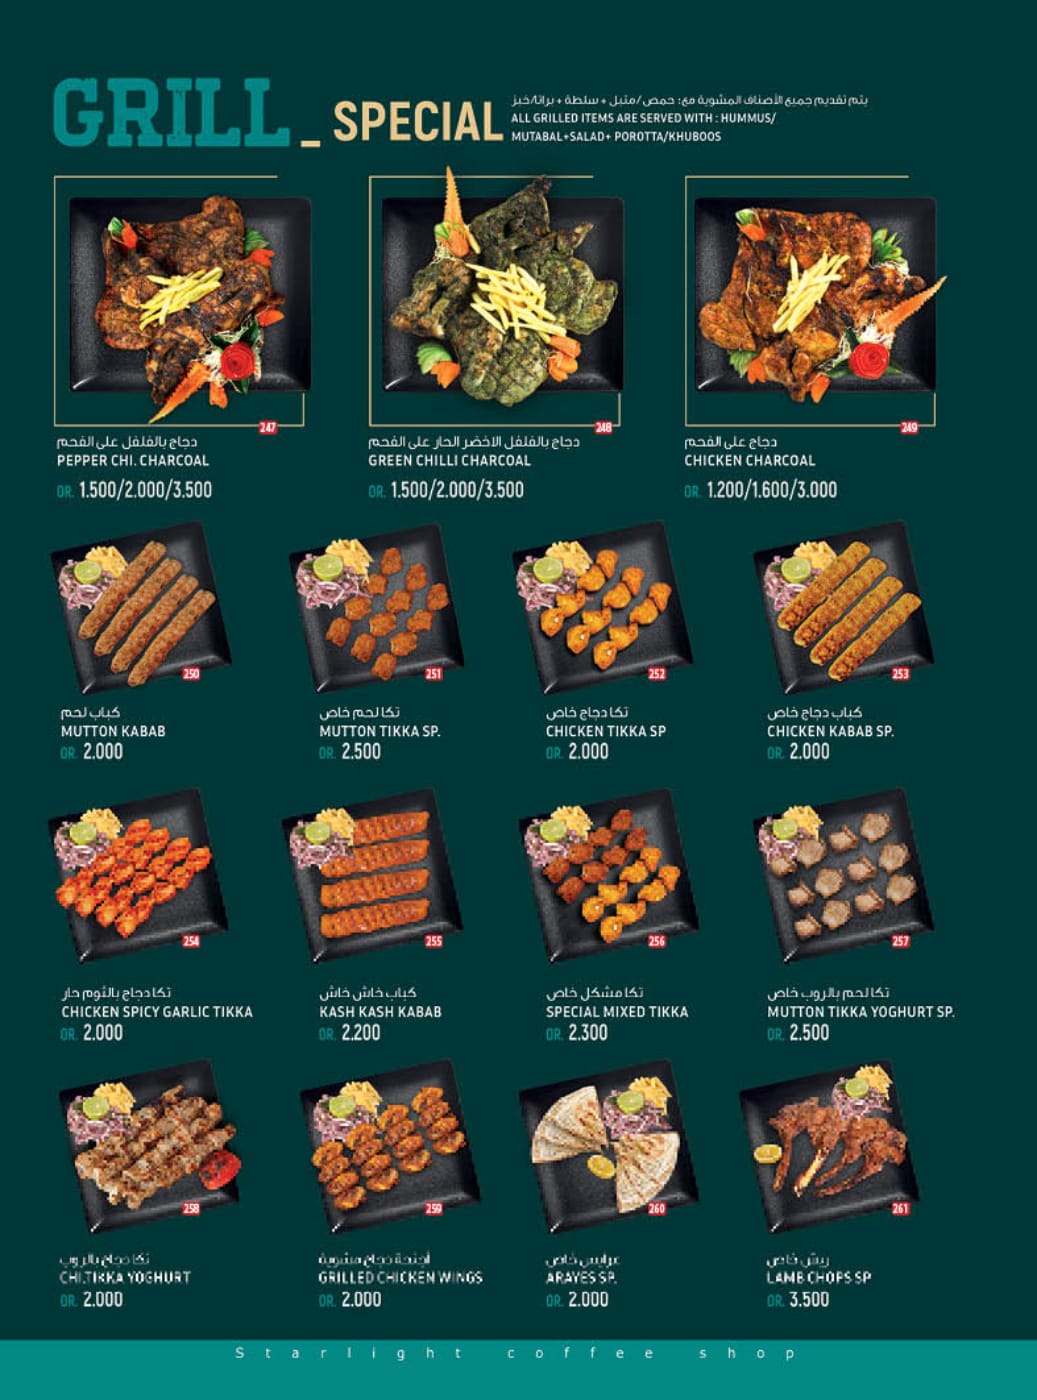 GRILL_SPECIAL
يتم تقديم جميع الأصناف المشوية مع: حمص/متبل + سلطة + براتا/خبز
ALL GRILLED ITEMS ARE SERVED WITH : HUMMUS/
MUTABAL+SALAD+ POROTTA/KHUBOOS
247
دجاج بالفلفل على الفحم
PEPPER CHI. CHARCOAL
OR. 1.500/2.000/3.500
248
دجاج بالفلفل الاخضر الحار على الفحم
GREEN CHILLI CHARCOAL
OR. 1.500/2.000/3.500
249
دجاج على الفحم
CHICKEN CHARCOAL
OR. 1.200/1.600/3.000
250
كباب لحم
MUTTON KABAB
OR. 2.000
251
تكا لحم خاص
MUTTON TIKKA SP.
OR. 2.500
252
تكا دجاج خاص
CHICKEN TIKKA SP
OR. 2.000
253
كباب دجاج خاص
CHICKEN KABAB SP.
OR. 2.000
254
تكا دجاج بالثوم حار
CHICKEN SPICY GARLIC TIKKA
OR. 2.000
255
كباب خاش خاش
KASH KASH KABAB
OR. 2.200
256
تكا مشكل خاص
SPECIAL MIXED TIKKA
OR. 2.300
257
تكا لحم بالروب خاص
MUTTON TIKKA YOGHURT SP.
OR. 2.500
258
تكا دجاج بالروب
CHI.TIKKA YOGHURT
OR. 2.000
259
أجنحة دجاج مشوية
GRILLED CHICKEN WINGS
OR. 2.000
260
عرايس خاص
ARAYES SP.
OR. 2.000
261
ريش خاص
LAMB CHOPS SP
OR. 3.500
Starlight coffee shop